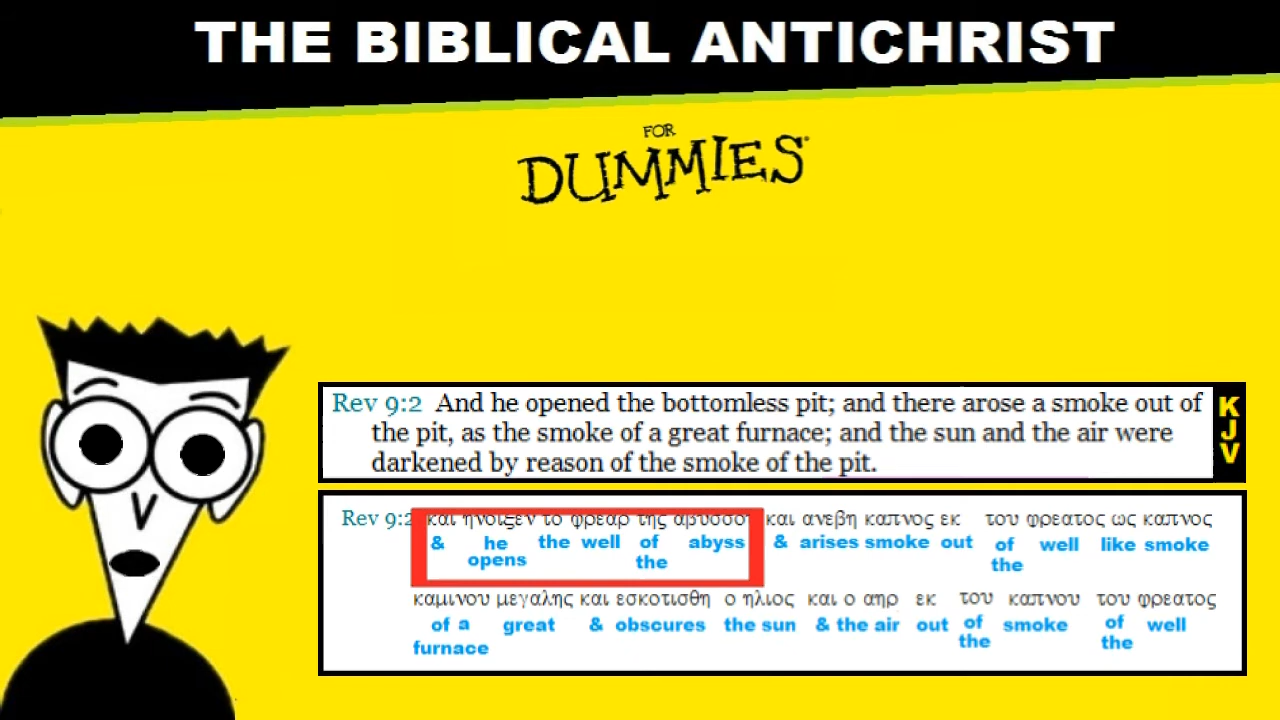 THE BIBLICAL ANTICHRIST
FOR
DUMMIES
Rev 9:2 And he opened the bottomless pit; and there arose a smoke out of
the pit, as the smoke of a great furnace; and the sun and the air were
darkened by reason of the smoke of the pit.
KJV
Rev 9:2 και ηνοιξεν το φρεαρ της αβυσσου και ανεβη καπνος εκ του φρεατος ως καπνος
& he the well of abyss & arises smoke out of well like smoke
opens the the
καμινου μεγαλης και εσκοτισθη ο ηλιος και ο αηρ εκ του καπνου του φρεατος
of a great & obscures the sun & the air out of smoke of well
furnace the the